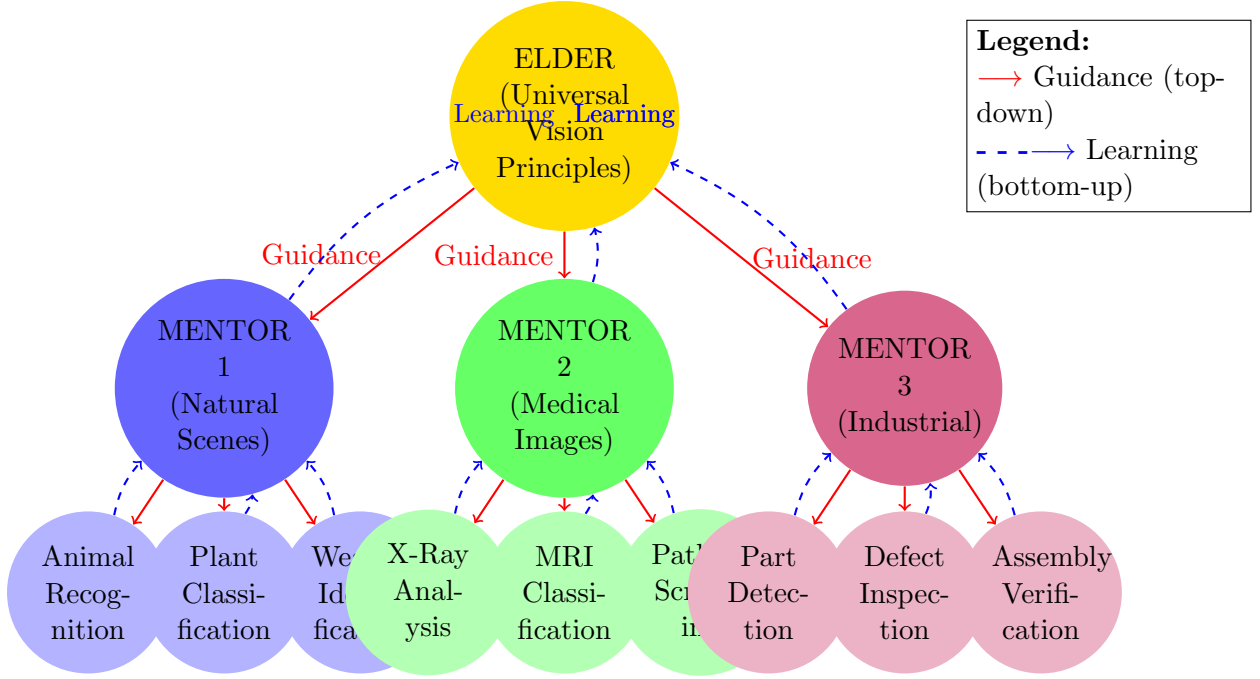 ELDER
(Universal
Vision
Principles)
Learning
Learning
Legend:
Guidance (top-
down)
Learning
(bottom-up)
Guidance
Guidance
Guidance
MENTOR
1
(Natural
Scenes)
MENTOR
2
(Medical
Images)
MENTOR
3
(Industrial)
Animal
Recog-
nition
Plant
Classi-
fication
X-Ray
Anal-
ysis
MRI
Classi-
fication
Part
Detec-
tion
Defect
Inspec-
tion
Assembly
Verifi-
cation